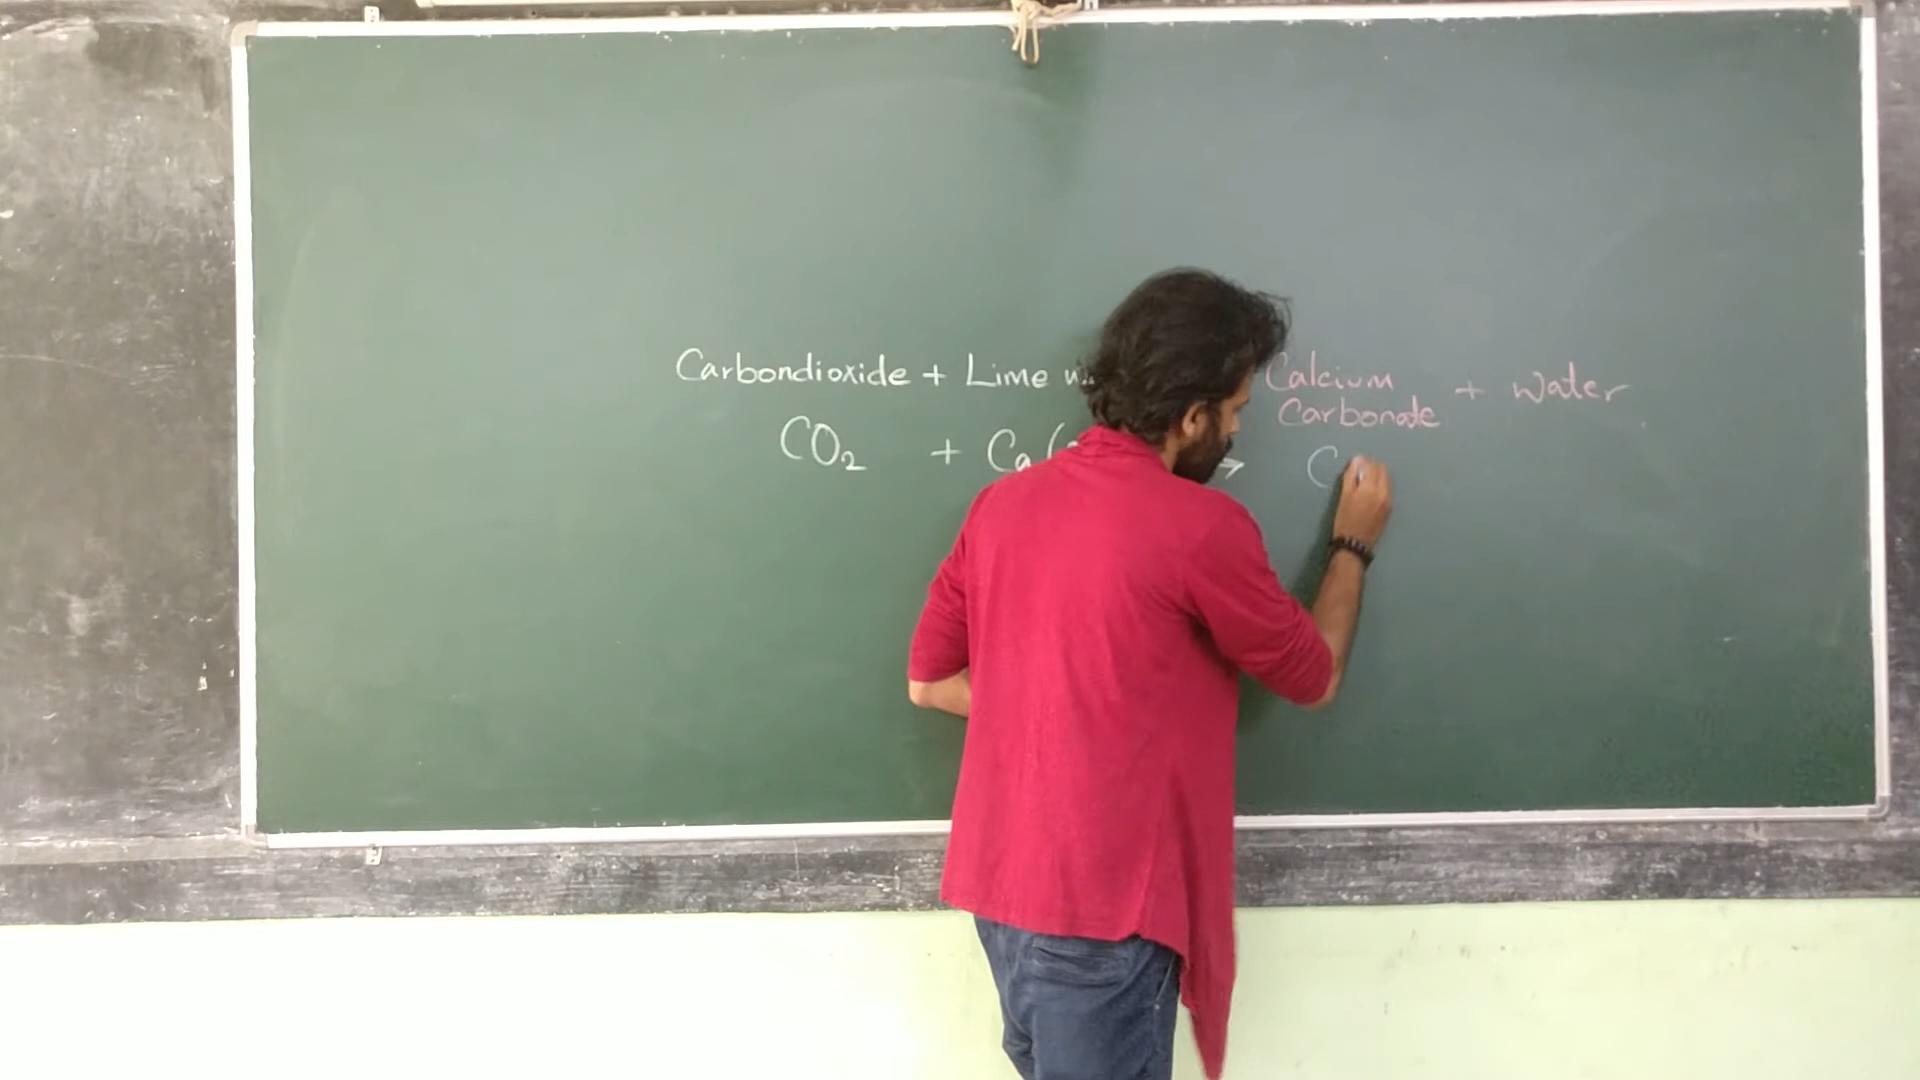 Carbondioxide + Lime Calcium + water
Carbonate
CO₂ + Ca( → C